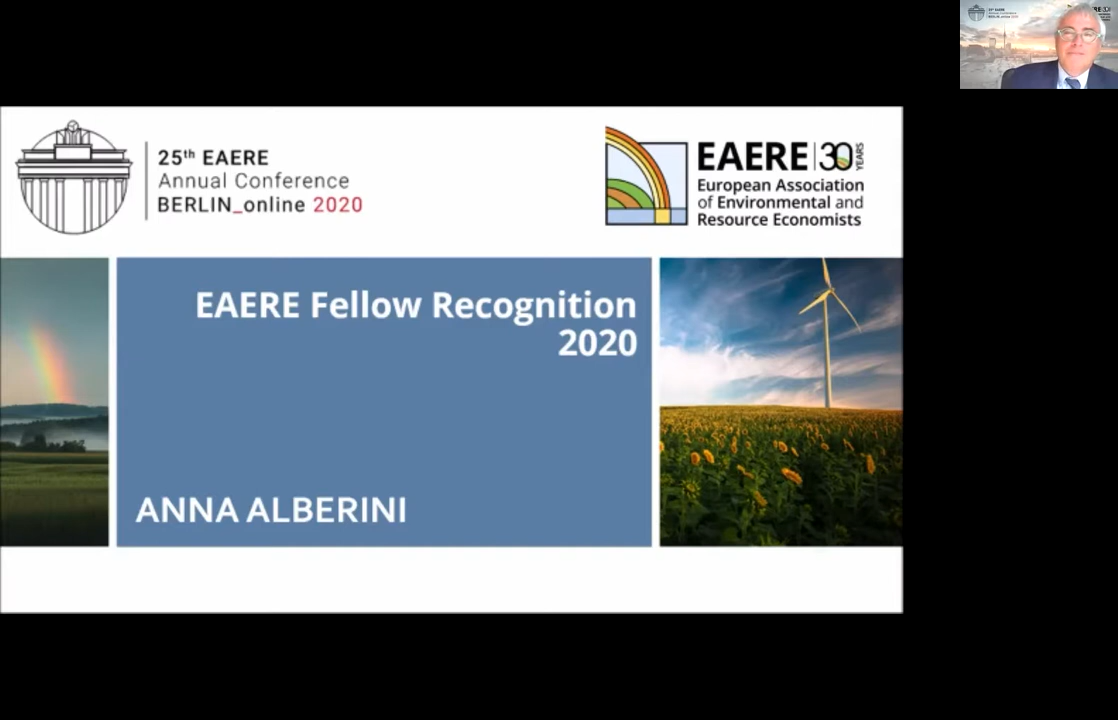 25th EAERE
Annual Conference
BERLIN_online 2020
EAERE 30 YEARS
European Association
of Environmental and
Resource Economists
EAERE Fellow Recognition
2020
ANNA ALBERINI